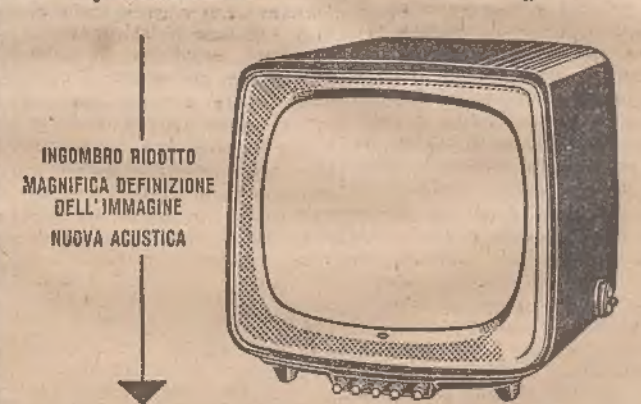 INGOMBRO RIDOTTO
MAGNIFICA DEFINIZIONE
DELL'IMMAGINE
NUOVA ACUSTICA